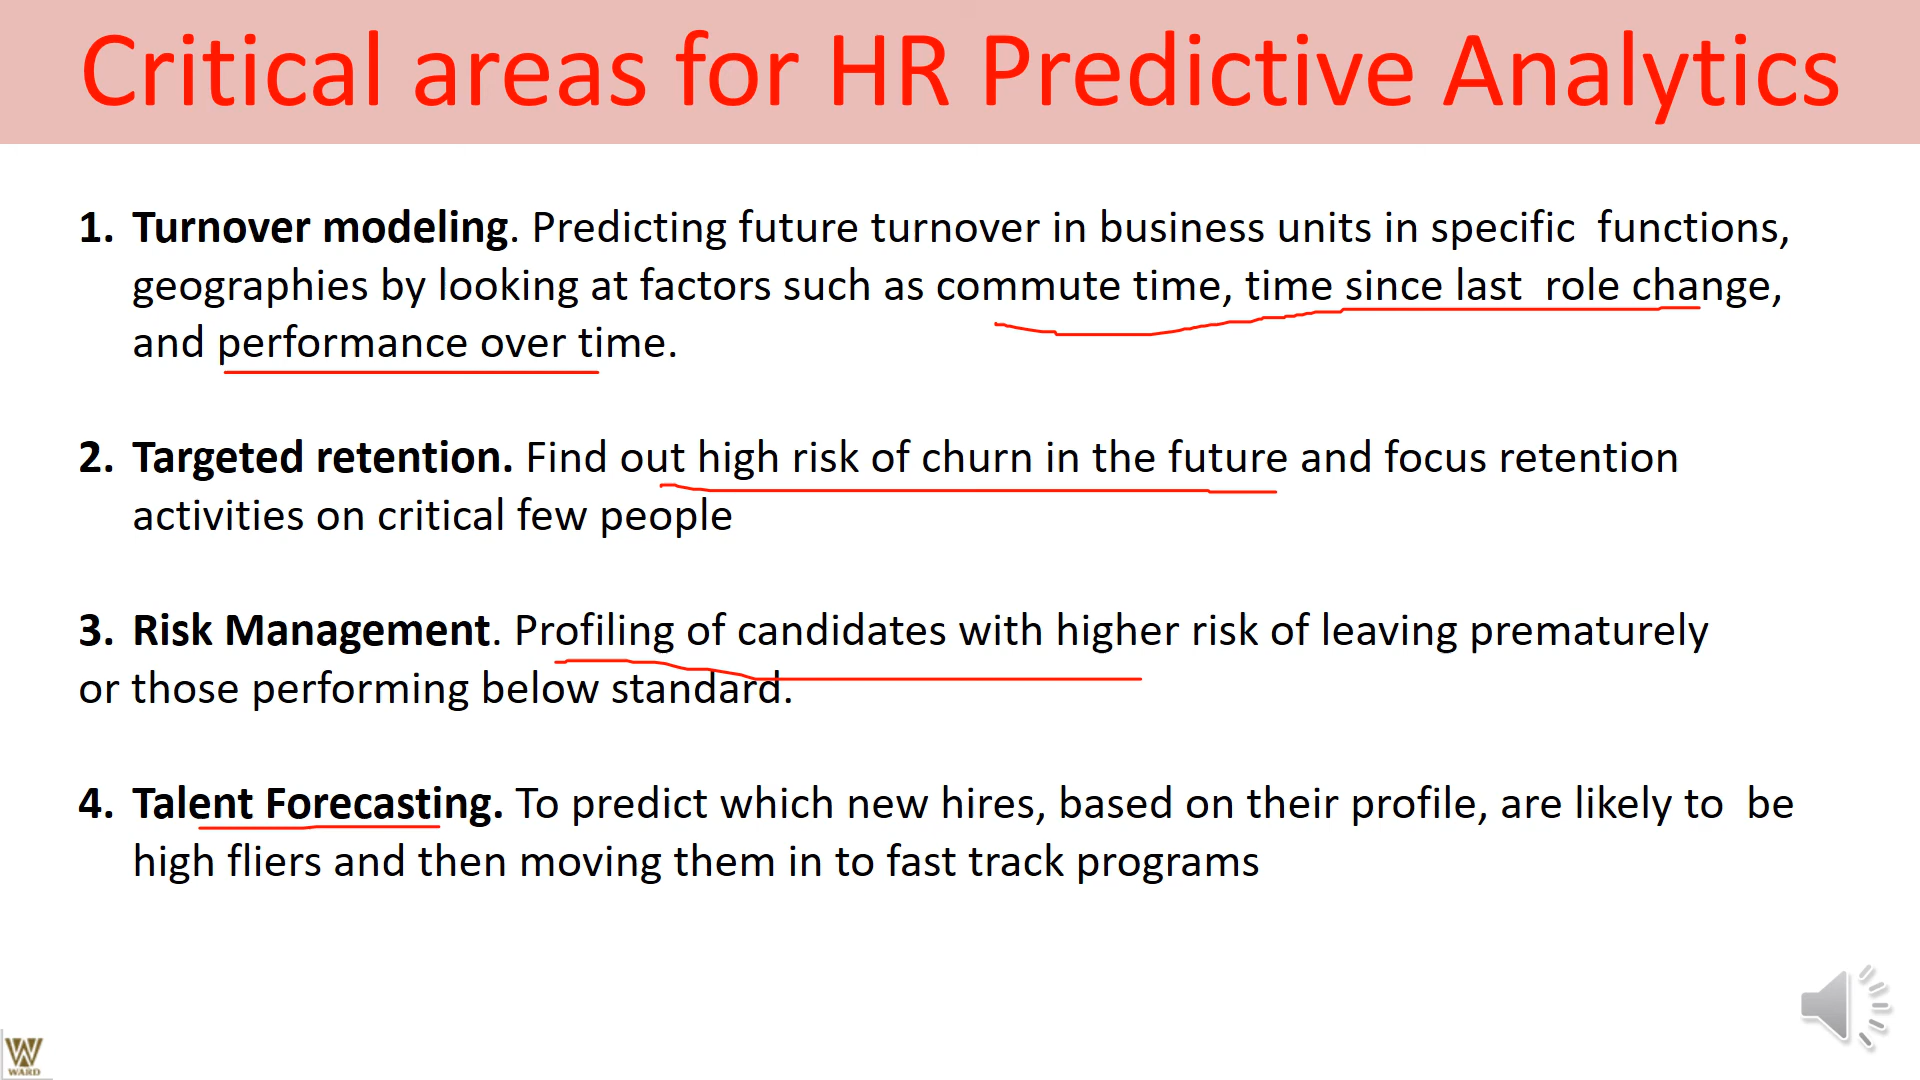 Critical areas for HR Predictive Analytics
1. Turnover modeling. Predicting future turnover in business units in specific functions,
geographies by looking at factors such as commute time, time since last role change,
and performance over time.
2. Targeted retention. Find out high risk of churn in the future and focus retention
activities on critical few people
3. Risk Management. Profiling of candidates with higher risk of leaving prematurely
or those performing below standard.
4. Talent Forecasting. To predict which new hires, based on their profile, are likely to be
high fliers and then moving them in to fast track programs
WARD